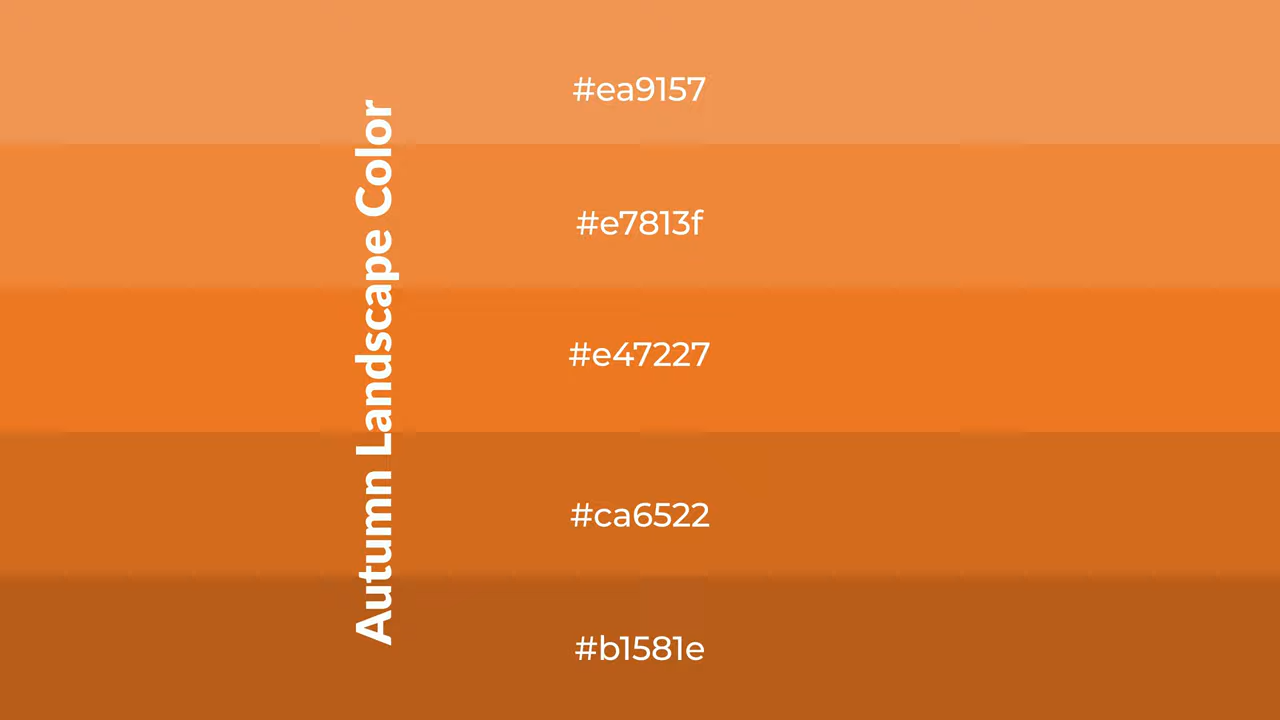 Autumn Landscape Color
#ea9157
#e7813f
#e47227
#ca6522
#b1581e